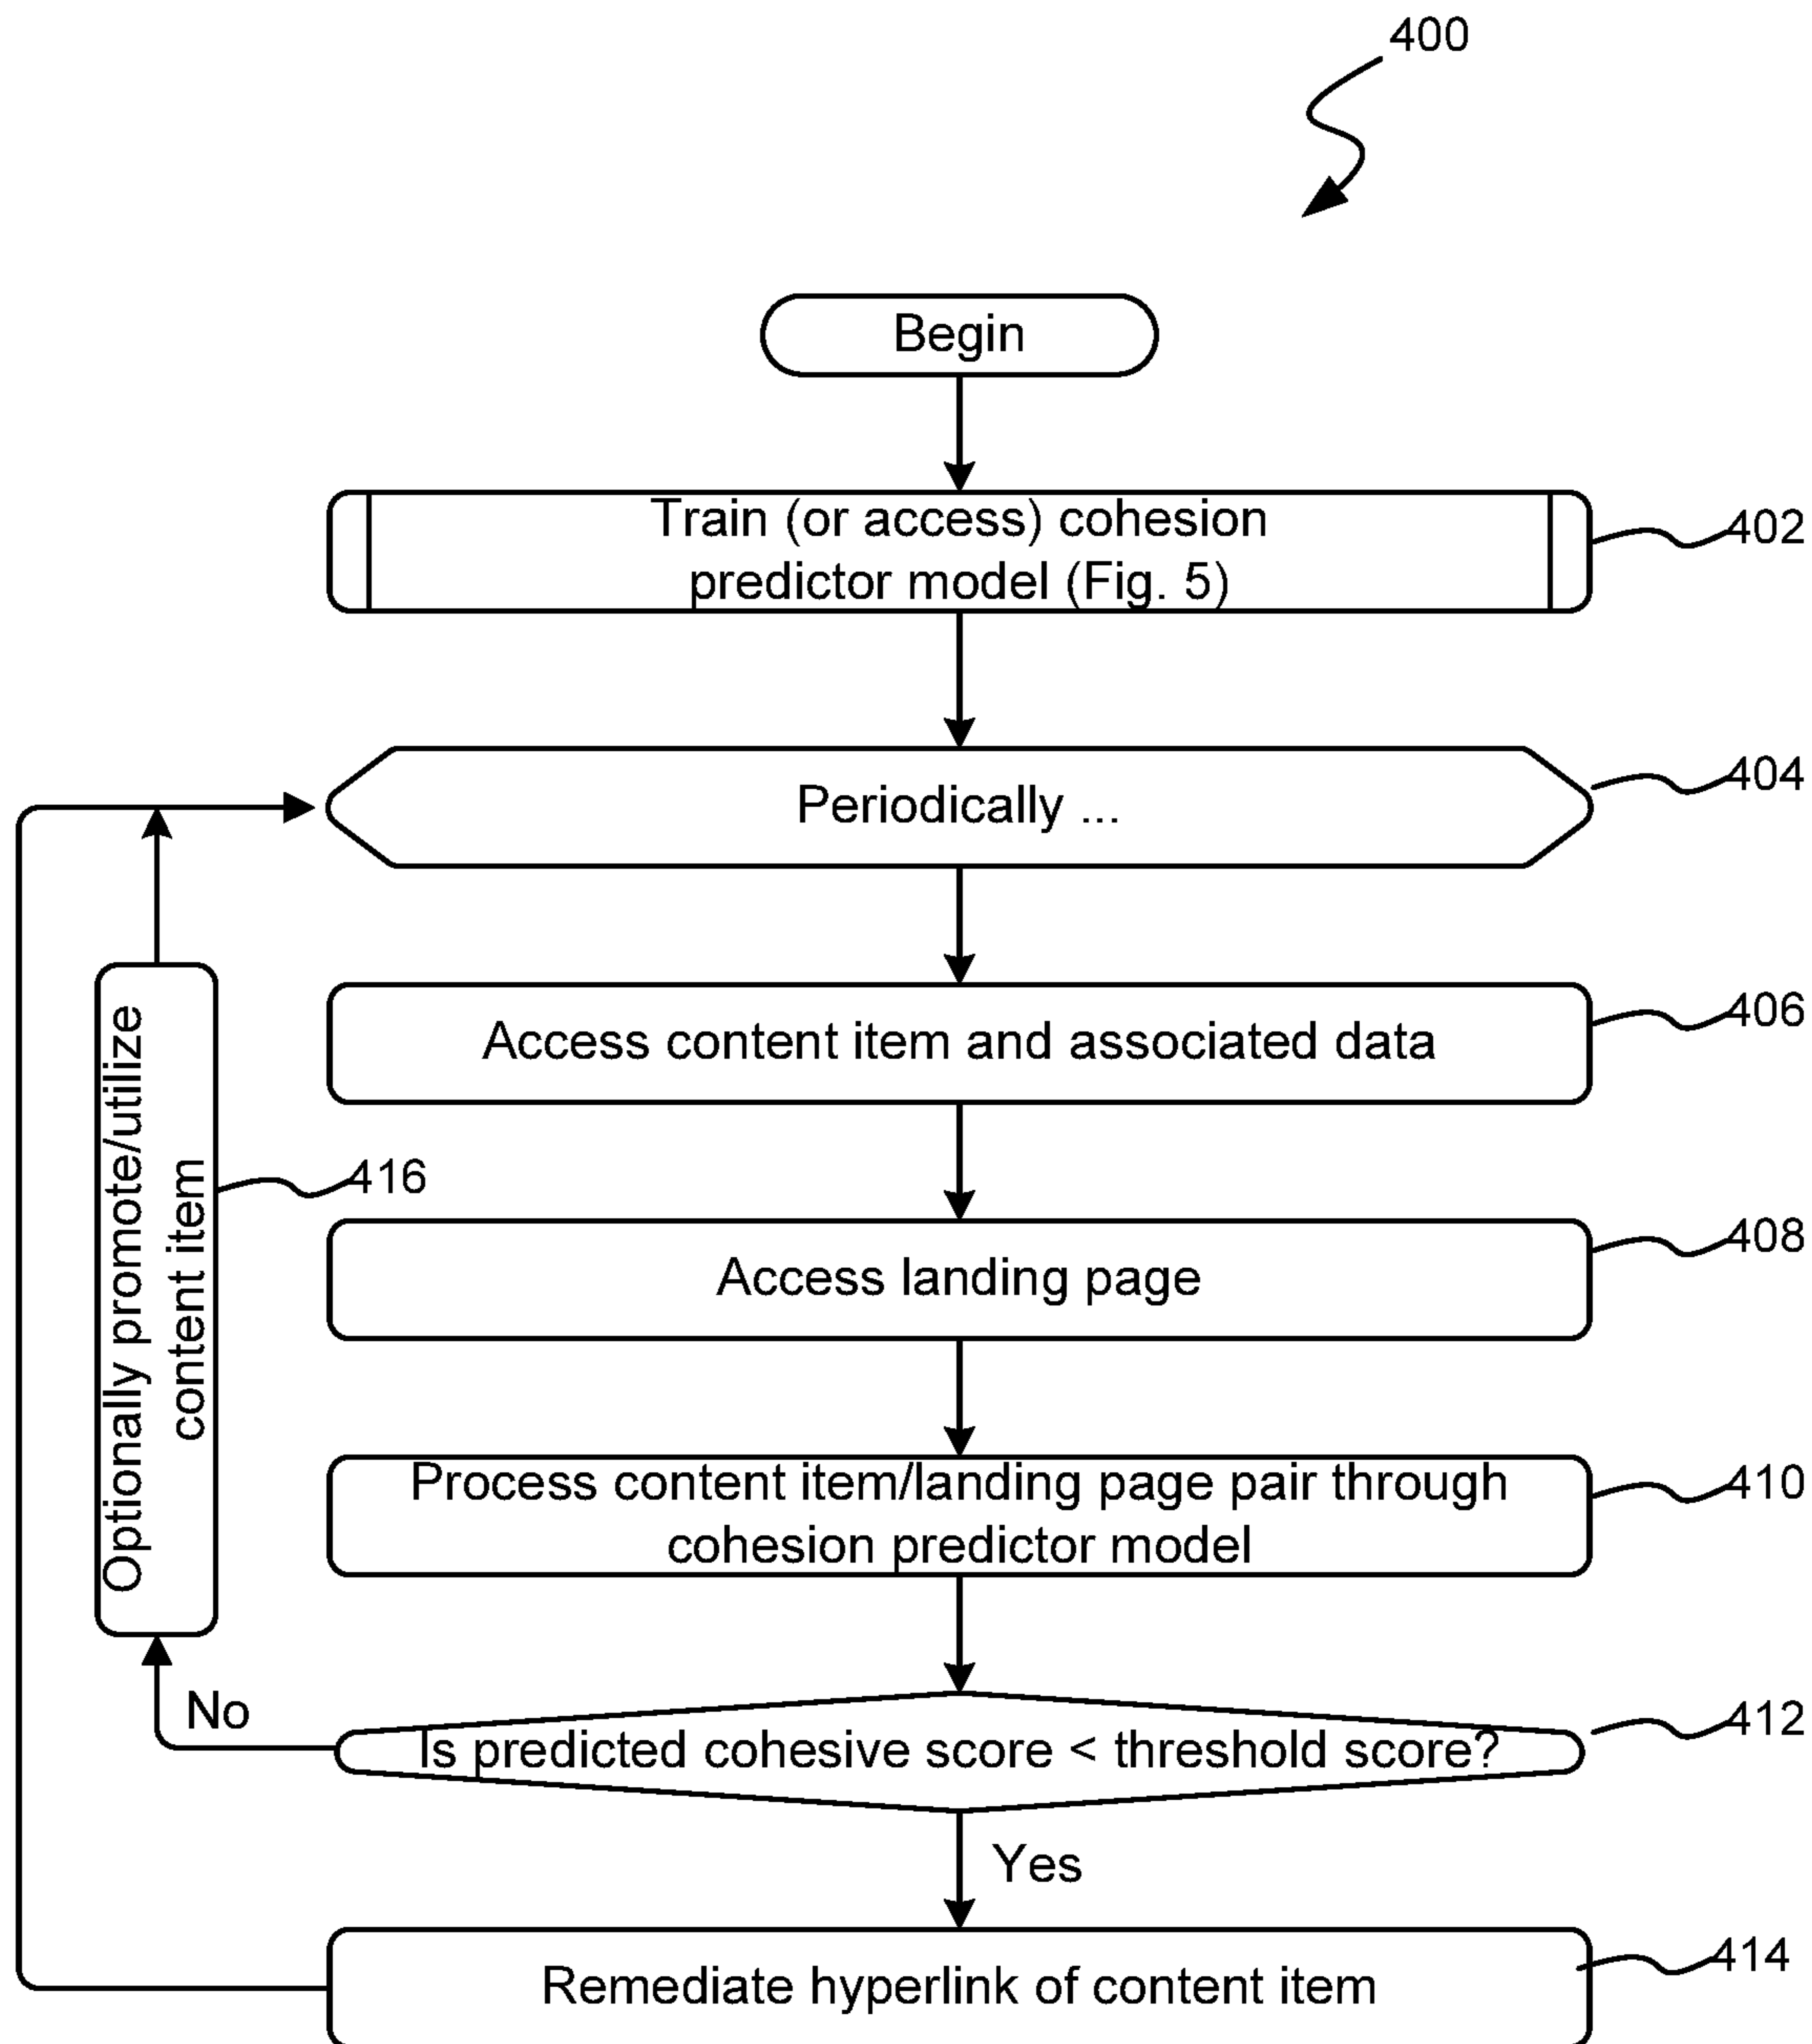 400
Begin
Train (or access) cohesion
predictor model (Fig. 5)
402
Periodically ...
404
Access content item and associated data
406
Optionally promote/utilize
content item
416
Access landing page
408
Process content item/landing page pair through
cohesion predictor model
410
No
Is predicted cohesive score < threshold score?
412
Yes
Remediate hyperlink of content item
414